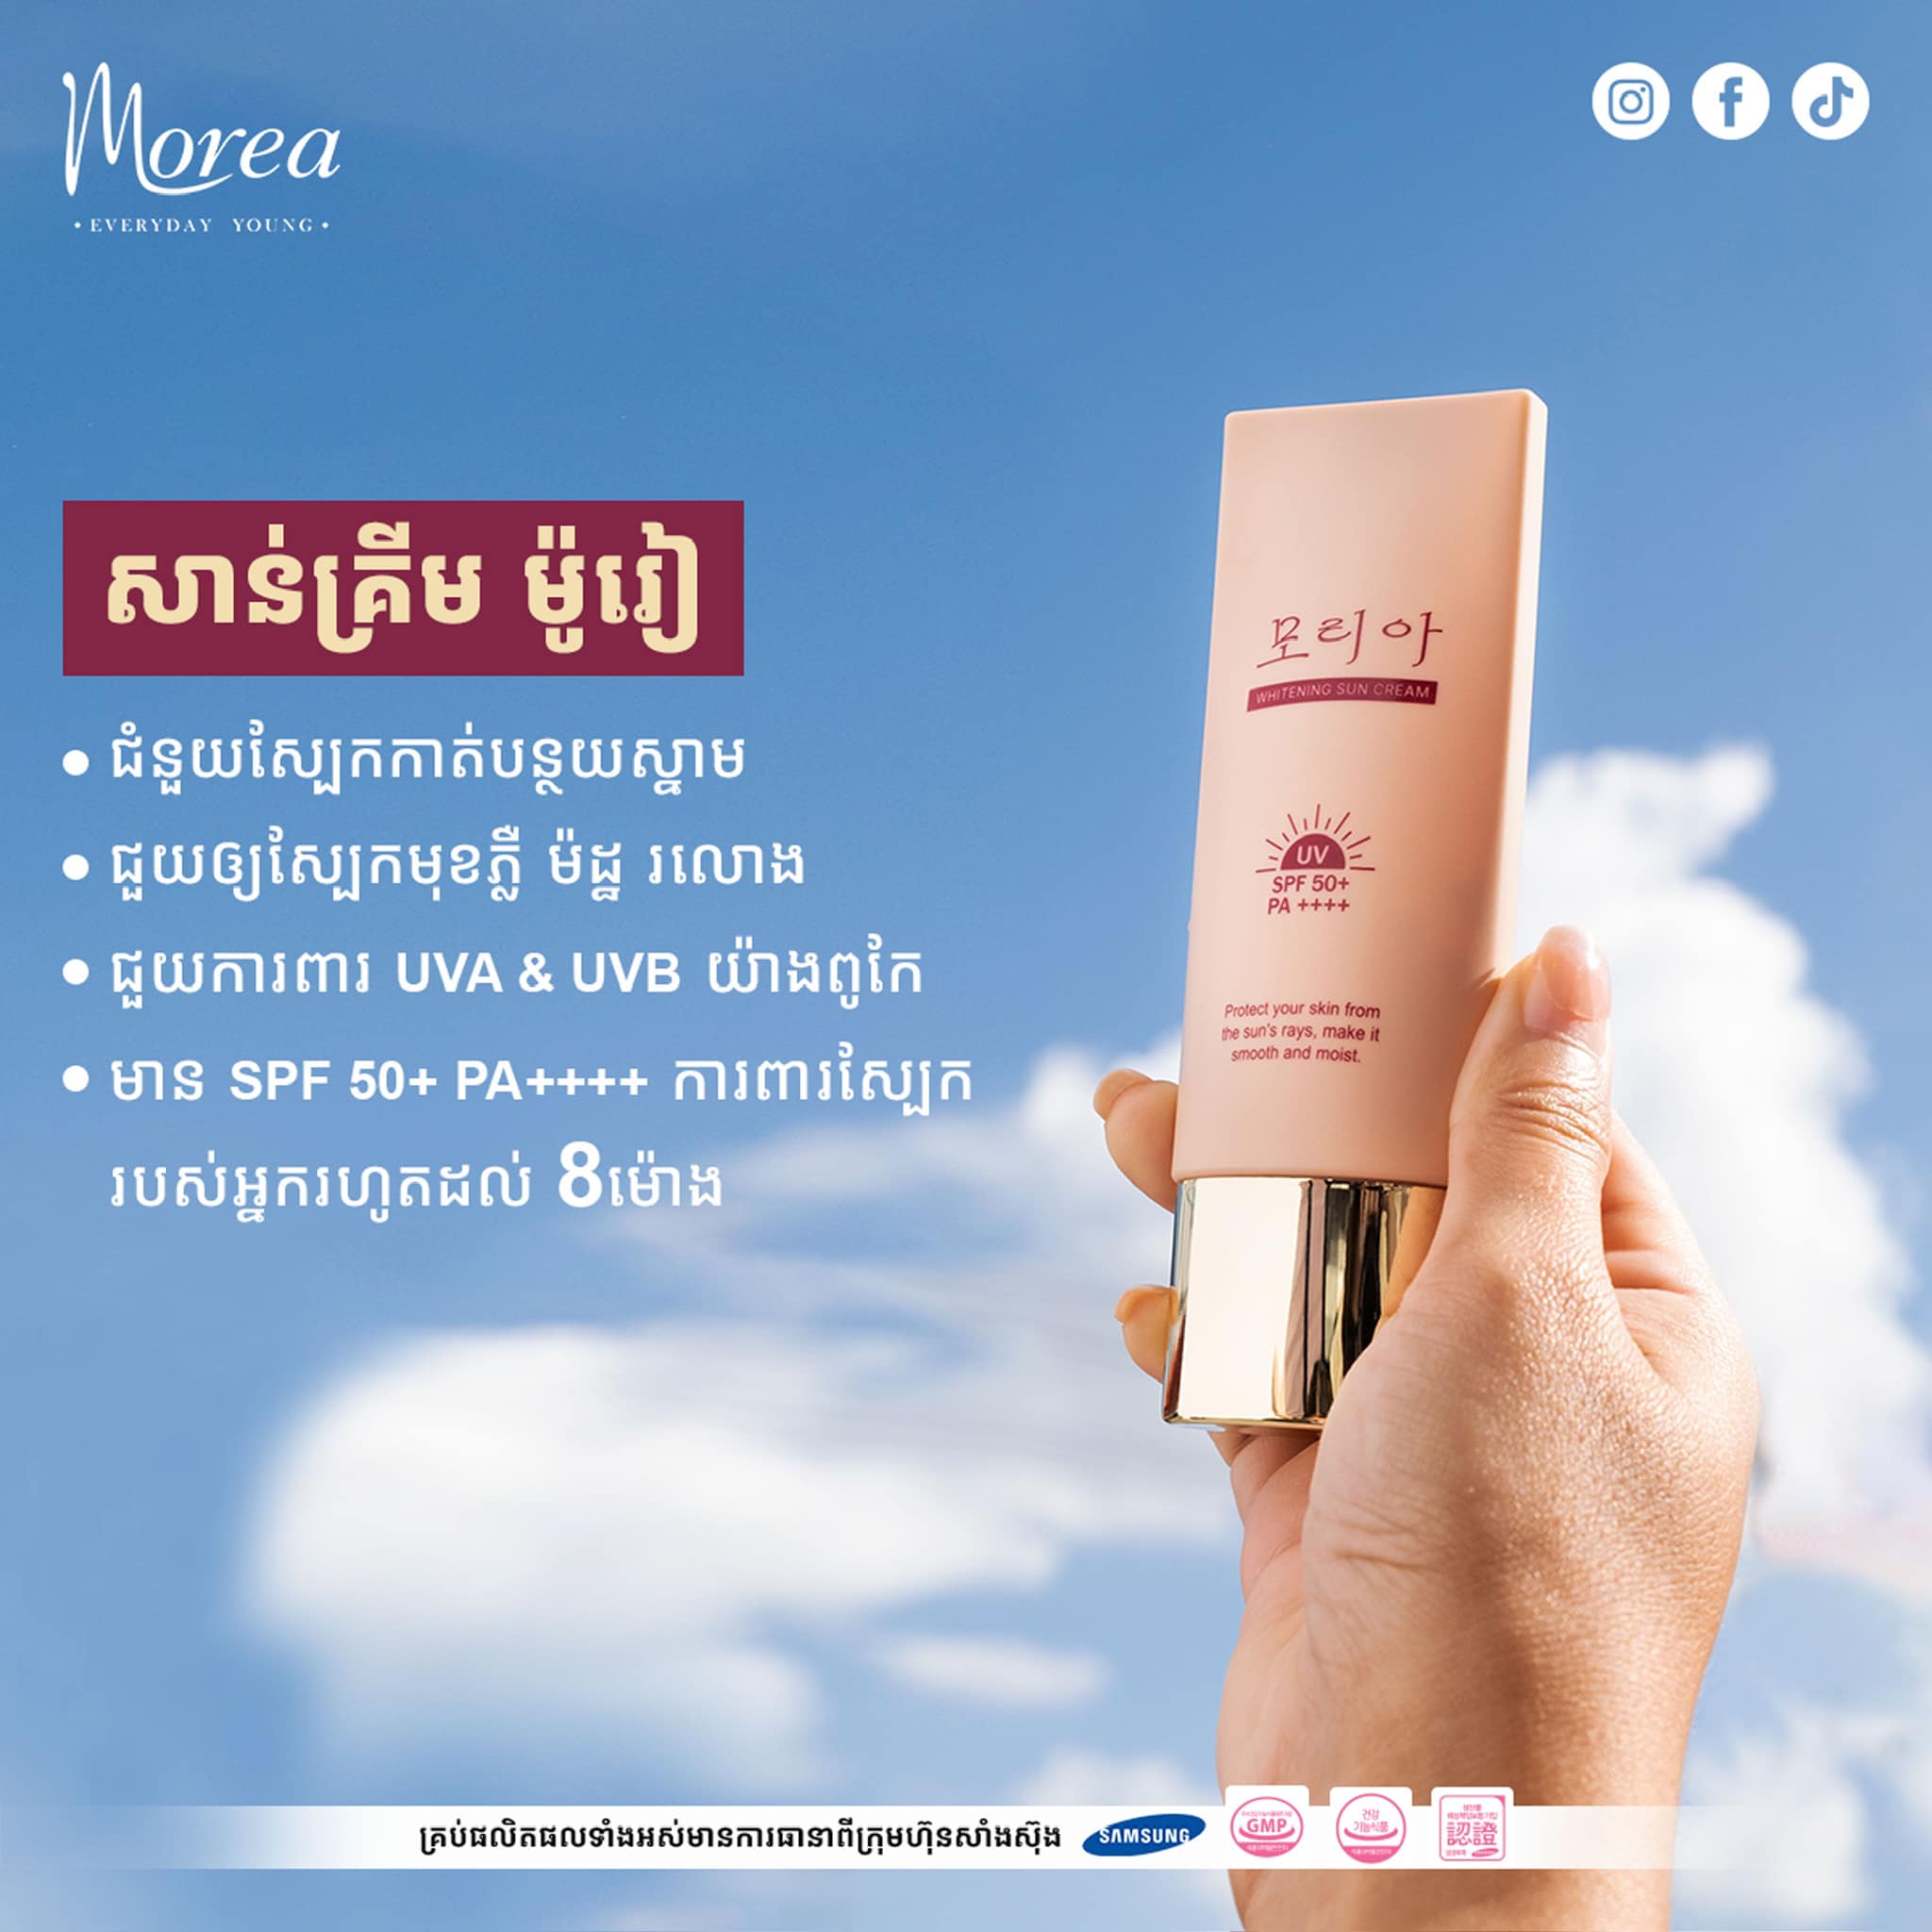 Morea
• EVERYDAY YOUNG •
សាន់គ្រីម ម៉ូរៀ
• ជំនួយស្បែកកាត់បន្ថយស្នាម
• ជួយឲ្យស្បែកមុខភ្លឺ ម៉ដ្ឋ រលោង
• ជួយការពារ UVA & UVB យ៉ាងពូកែ
• មាន SPF 50+ PA++++ ការពារស្បែក
របស់អ្នករហូតដល់ 8ម៉ោង
모리아
WHITENING SUN CREAM
UV
SPF 50+
PA ++++
Protect your skin from
the sun's rays, make it
smooth and moist.
គ្រប់ផលិតផលទាំងអស់មានការធានាពីក្រុមហ៊ុនសាំងស៊ុង SAMSUNG
GMP
건강
기능식품
認證